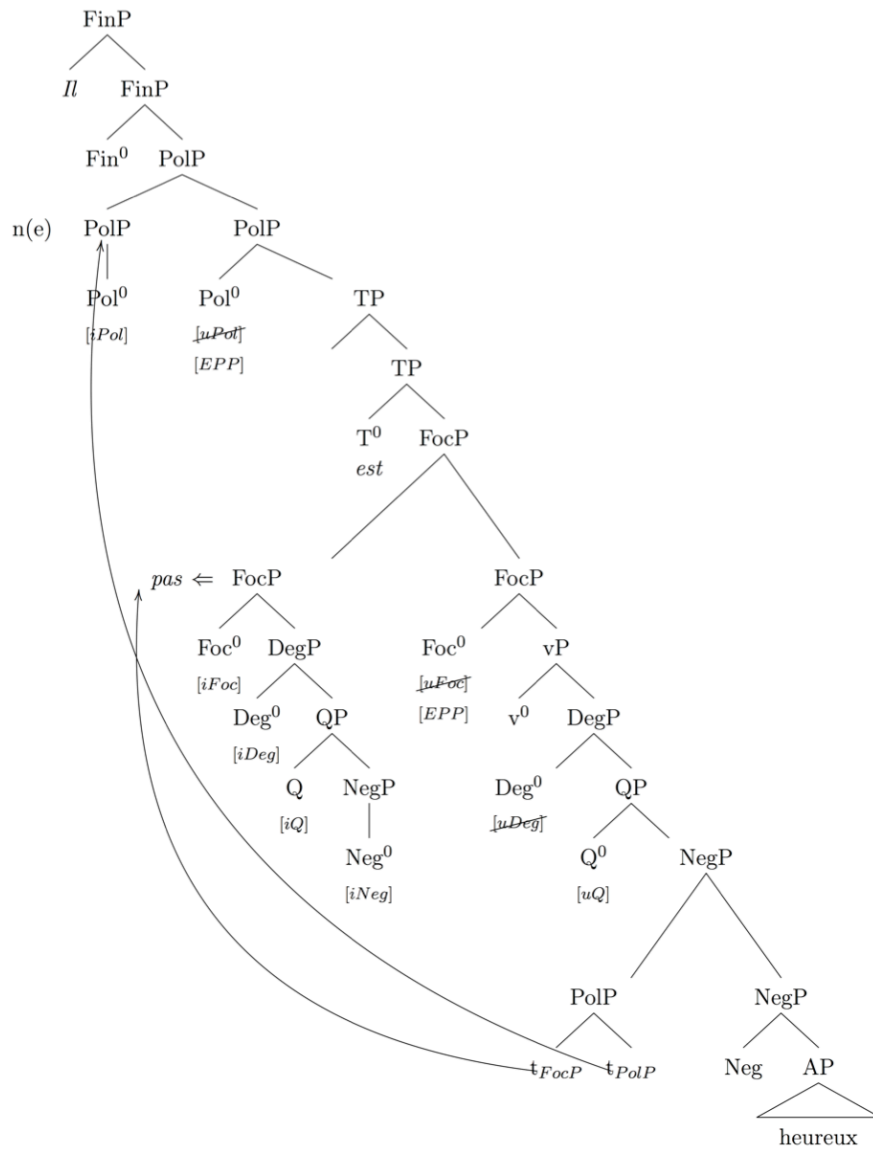 FinP
Il FinP
Fin⁰ PolP
n(e) PolP PolP
Pol⁰ Pol⁰ TP
[iPol] [uPol]
[EPP] TP
T⁰ FocP
est
pas ⇐ FocP FocP
Foc⁰ DegP Foc⁰ vP
[iFoc] [uFoc]
Deg⁰ QP [EPP] v⁰ DegP
[iDeg]
Q NegP Deg⁰ QP
[iQ] [uDeg]
Neg⁰ Q⁰ NegP
[iNeg] [uQ]
PolP NegP
t_FocP t_PolP Neg AP
heureux